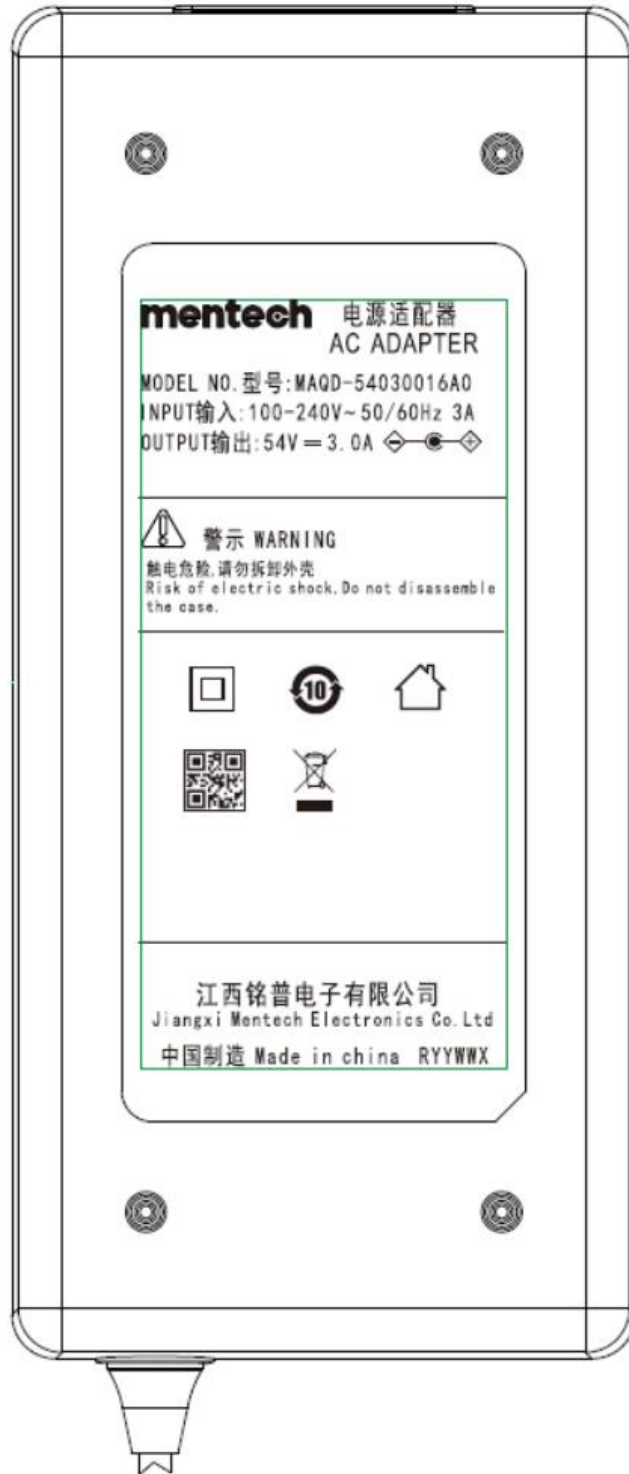 mentech 电源适配器
AC ADAPTER
MODEL NO.型号:MAQD-54030016A0
INPUT输入:100-240V~50/60Hz 3A
OUTPUT输出:54V⎓3.0A
警示 WARNING
触电危险,请勿拆卸外壳
Risk of electric shock.Do not disassemble
the case.
10
江西铭普电子有限公司
Jiangxi Mentech Electronics Co.Ltd
中国制造 Made in china RYYWWX